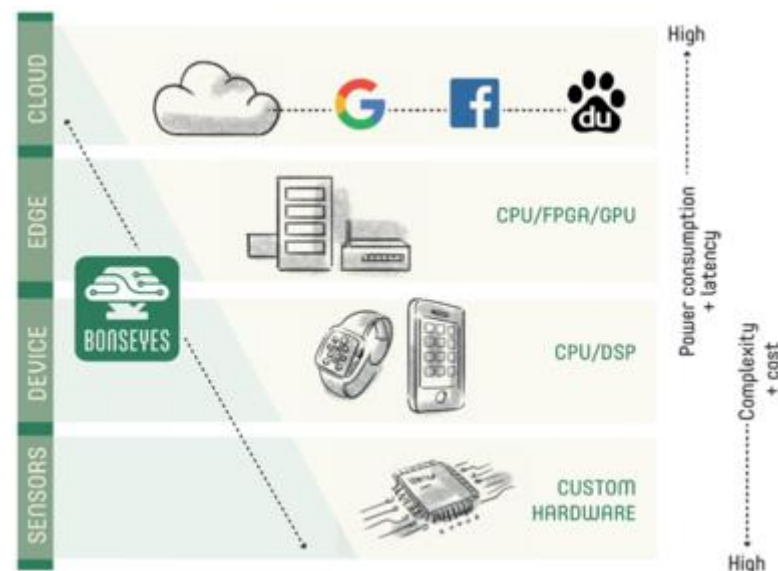 High
CLOUD
du
EDGE
CPU/FPGA/GPU
Power consumption
+ latency
BONSEYES
DEVICE
CPU/DSP
Complexity
+ cost
SENSORS
CUSTOM
HARDWARE
High